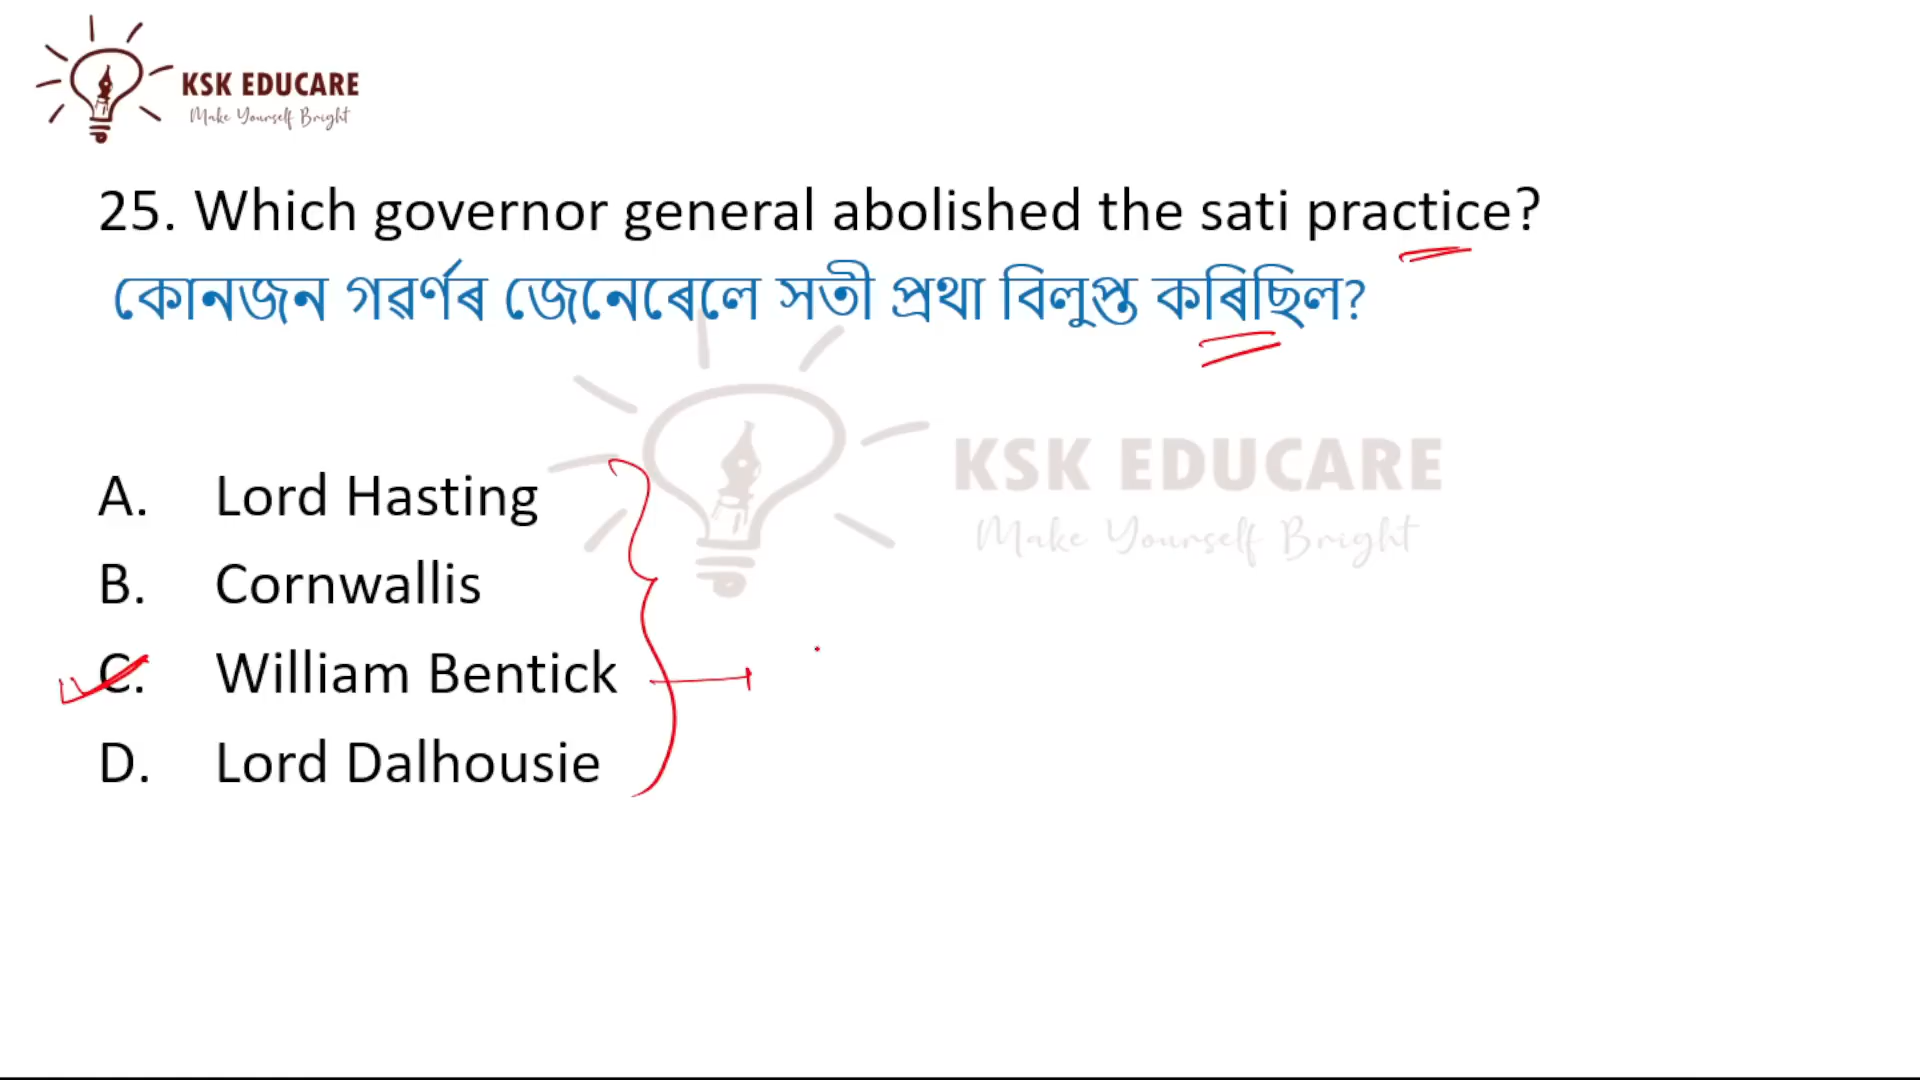 KSK EDUCARE
Make Yourself Bright
25. Which governor general abolished the sati practice?
কোনজন গৱৰ্ণৰ জেনেৰেলে সতী প্ৰথা বিলুপ্ত কৰিছিল?
KSK EDUCARE
Make Yourself Bright
A. Lord Hasting
B. Cornwallis
C. William Bentick
D. Lord Dalhousie